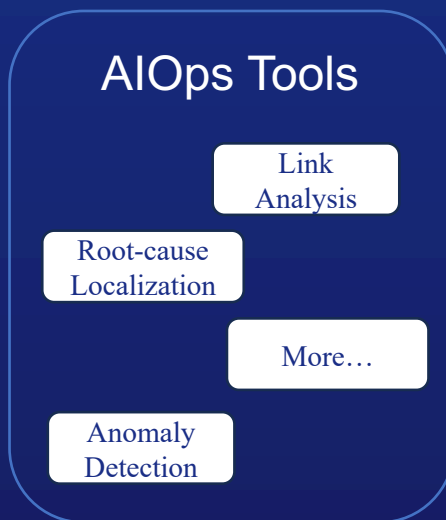 AIOps Tools
Link
Analysis
Root-cause
Localization
More…
Anomaly
Detection